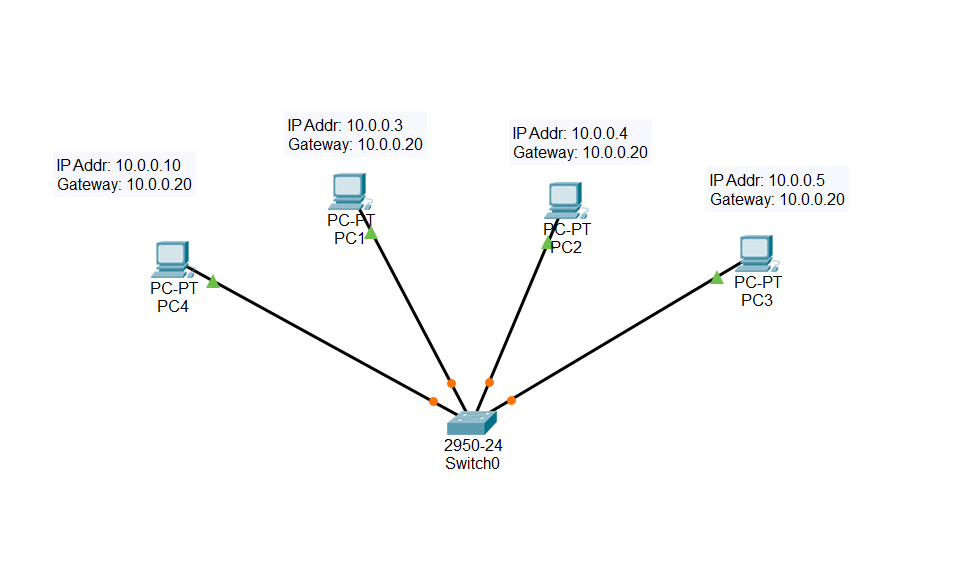 IP Addr: 10.0.0.10
Gateway: 10.0.0.20
PC-PT
PC4
IP Addr: 10.0.0.3
Gateway: 10.0.0.20
PC-PT
PC1
IP Addr: 10.0.0.4
Gateway: 10.0.0.20
PC-PT
PC2
IP Addr: 10.0.0.5
Gateway: 10.0.0.20
PC-PT
PC3
2950-24
Switch0